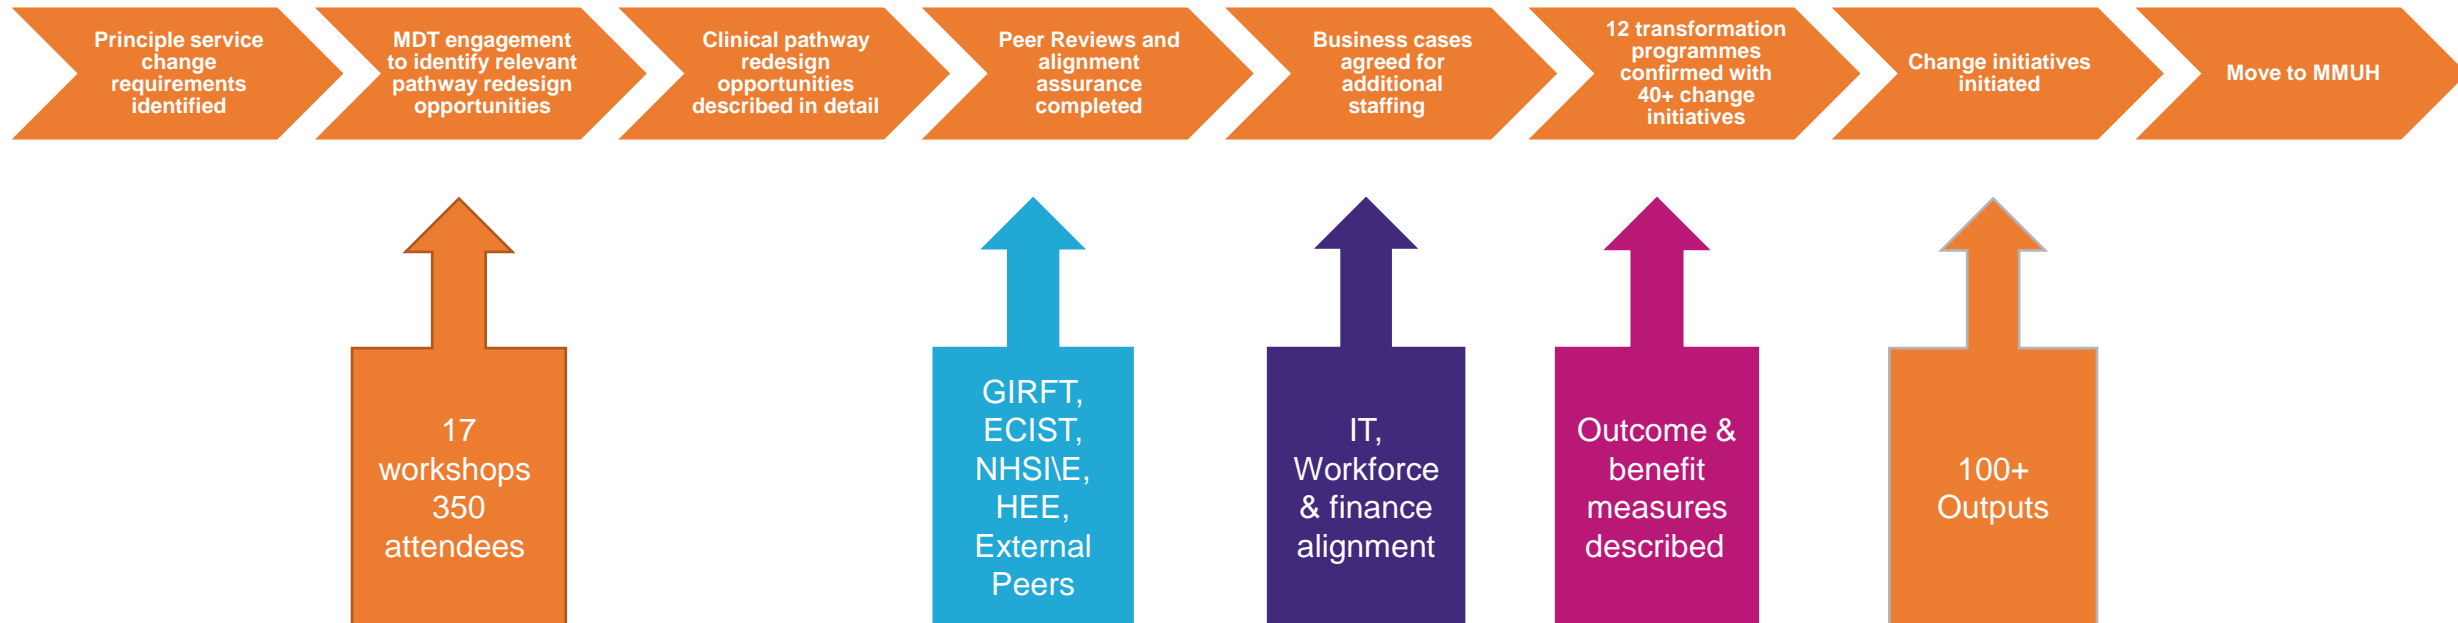 Principle service
change
requirements
identified
MDT engagement
to identify relevant
pathway redesign
opportunities
Clinical pathway
redesign
opportunities
described in detail
Peer Reviews and
alignment
assurance
completed
Business cases
agreed for
additional
staffing
12 transformation
programmes
confirmed with
40+ change
initiatives
Change initiatives
initiated
Move to MMUH
17
workshops
350
attendees
GIRFT,
ECIST,
NHSI\E,
HEE,
External
Peers
IT,
Workforce
& finance
alignment
Outcome &
benefit
measures
described
100+
Outputs